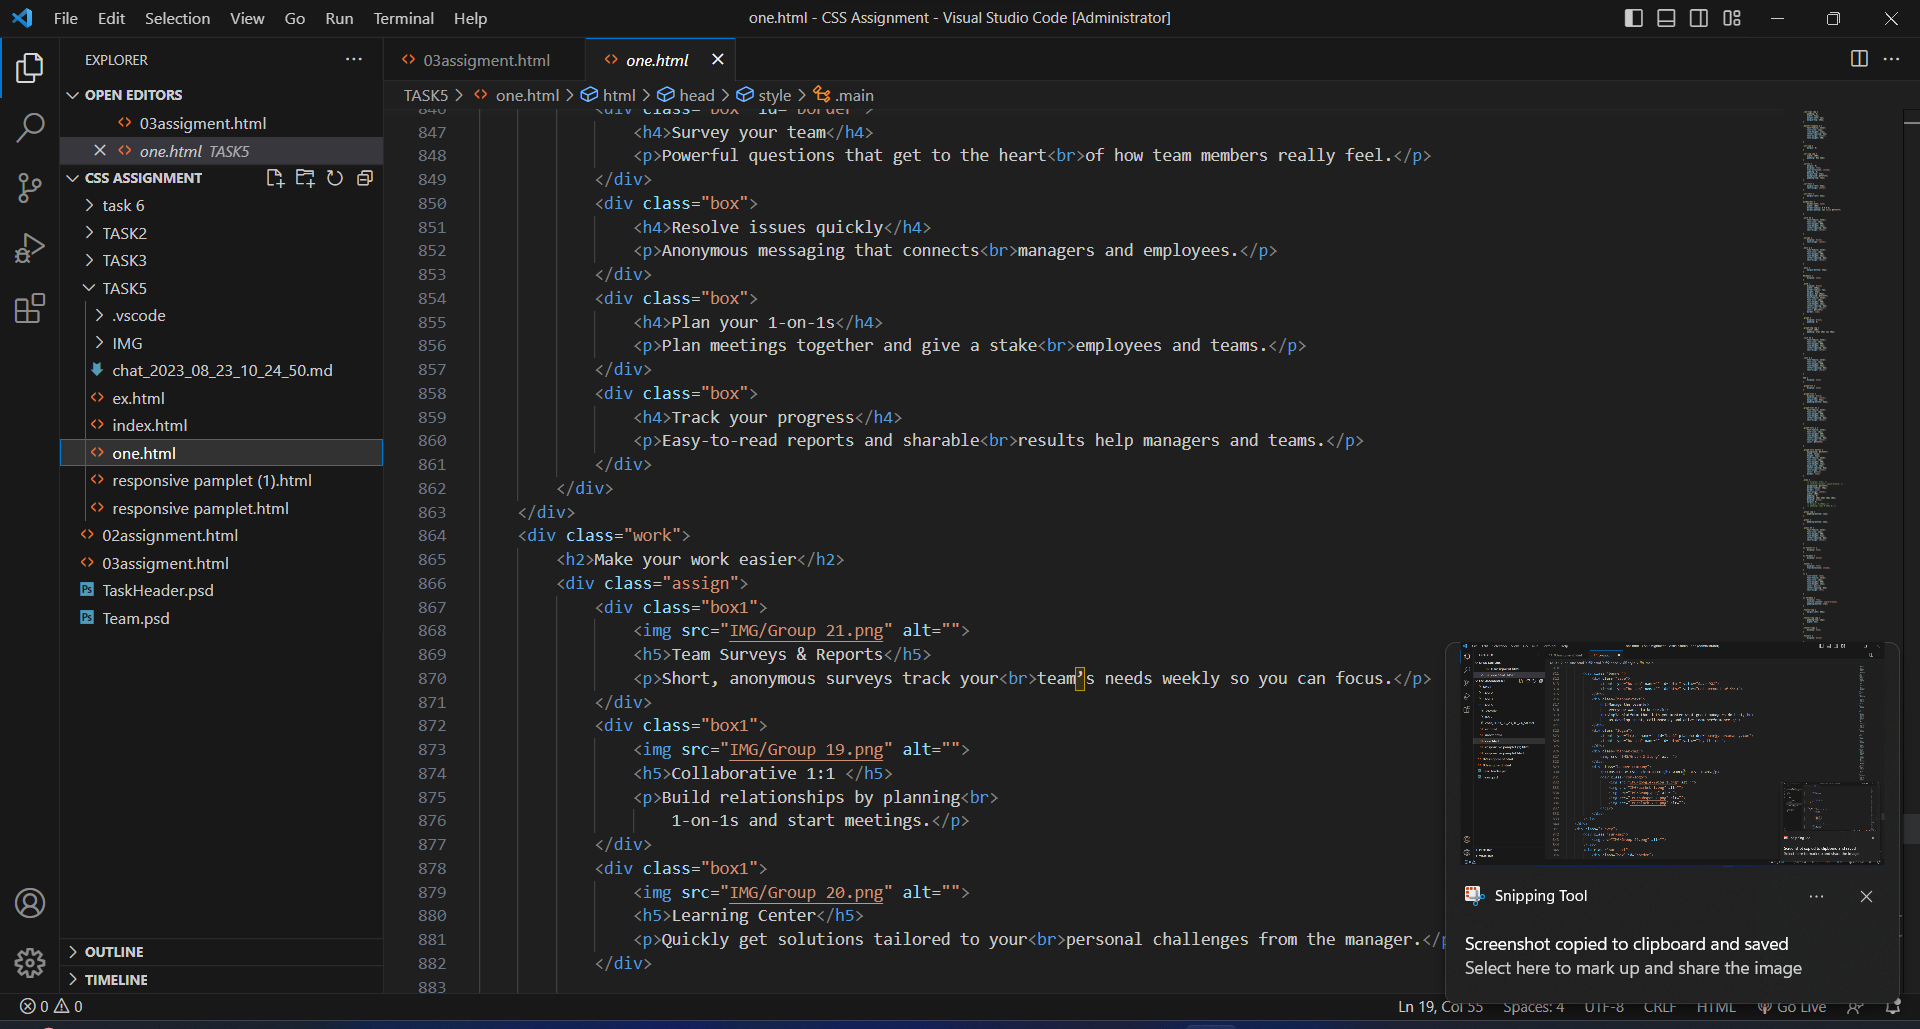 File Edit Selection View Go Run Terminal Help
one.html - CSS Assignment - Visual Studio Code [Administrator]
EXPLORER
OPEN EDITORS
03assigment.html
one.html TASK5
CSS ASSIGNMENT
task 6
TASK2
TASK3
TASK5
.vscode
IMG
chat_2023_08_23_10_24_50.md
ex.html
index.html
one.html
responsive pamplet (1).html
responsive pamplet.html
02assignment.html
03assigment.html
Ps TaskHeader.psd
Ps Team.psd
OUTLINE
TIMELINE
03assigment.html
one.html
TASK5 > one.html > html > head > style > .main
846 <div class="box" id="border">
847 <h4>Survey your team</h4>
848 <p>Powerful questions that get to the heart<br>of how team members really feel.</p>
849 </div>
850 <div class="box">
851 <h4>Resolve issues quickly</h4>
852 <p>Anonymous messaging that connects<br>managers and employees.</p>
853 </div>
854 <div class="box">
855 <h4>Plan your 1-on-1s</h4>
856 <p>Plan meetings together and give a stake<br>employees and teams.</p>
857 </div>
858 <div class="box">
859 <h4>Track your progress</h4>
860 <p>Easy-to-read reports and sharable<br>results help managers and teams.</p>
861 </div>
862 </div>
863 </div>
864 <div class="work">
865 <h2>Make your work easier</h2>
866 <div class="assign">
867 <div class="box1">
868 <img src="IMG/Group 21.png" alt="">
869 <h5>Team Surveys & Reports</h5>
870 <p>Short, anonymous surveys track your<br>team’s needs weekly so you can focus.</p>
871 </div>
872 <div class="box1">
873 <img src="IMG/Group 19.png" alt="">
874 <h5>Collaborative 1:1 </h5>
875 <p>Build relationships by planning<br>
876 1-on-1s and start meetings.</p>
877 </div>
878 <div class="box1">
879 <img src="IMG/Group 20.png" alt="">
880 <h5>Learning Center</h5>
881 <p>Quickly get solutions tailored to your<br>personal challenges from the manager.</p
882 </div>
883
Snipping Tool
Screenshot copied to clipboard and saved
Select here to mark up and share the image
0 0
Ln 19, Col 55 Spaces: 4 UTF-8 CRLF HTML Go Live